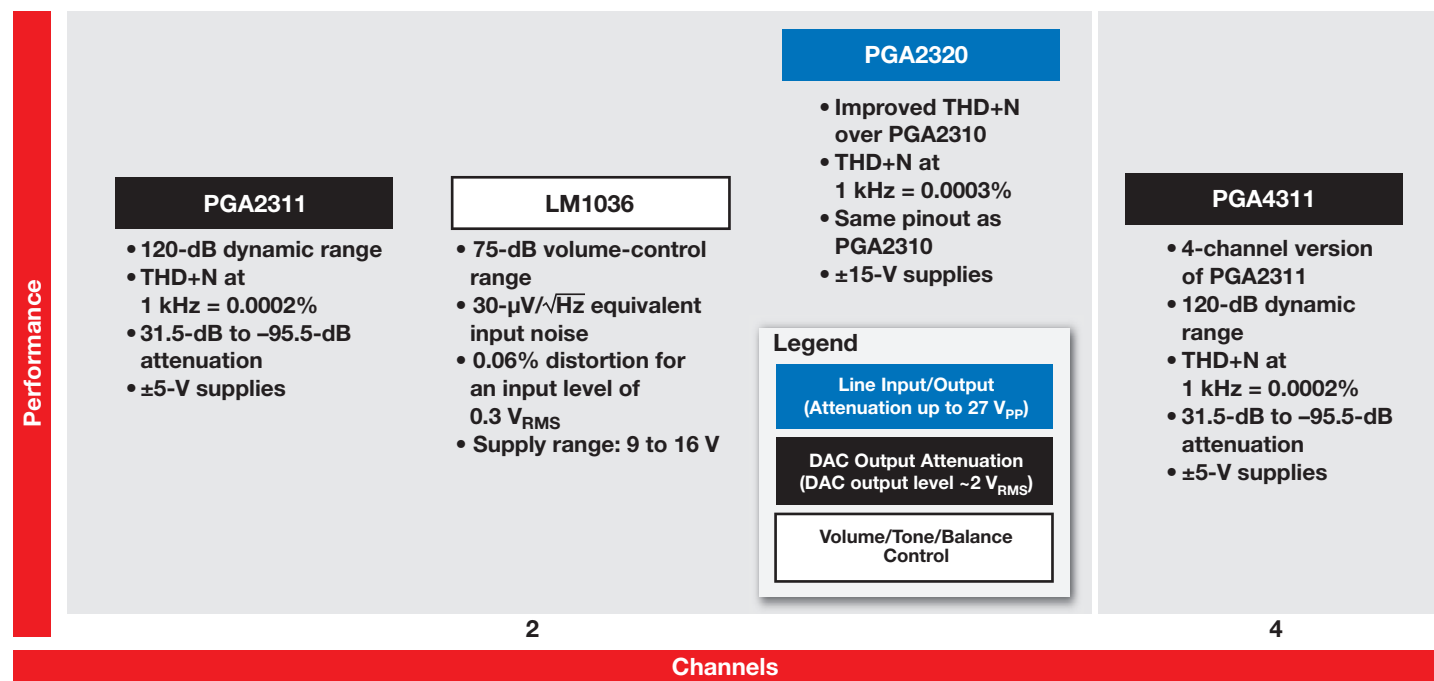 Performance
PGA2311
• 120-dB dynamic range
• THD+N at
1 kHz = 0.0002%
• 31.5-dB to –95.5-dB
attenuation
• ±5-V supplies
LM1036
• 75-dB volume-control
range
• 30-µV/√Hz equivalent
input noise
• 0.06% distortion for
an input level of
0.3 VRMS
• Supply range: 9 to 16 V
PGA2320
• Improved THD+N
over PGA2310
• THD+N at
1 kHz = 0.0003%
• Same pinout as
PGA2310
• ±15-V supplies
Legend
Line Input/Output
(Attenuation up to 27 VPP)
DAC Output Attenuation
(DAC output level ~2 VRMS)
Volume/Tone/Balance
Control
PGA4311
• 4-channel version
of PGA2311
• 120-dB dynamic
range
• THD+N at
1 kHz = 0.0002%
• 31.5-dB to –95.5-dB
attenuation
• ±5-V supplies
2
4
Channels